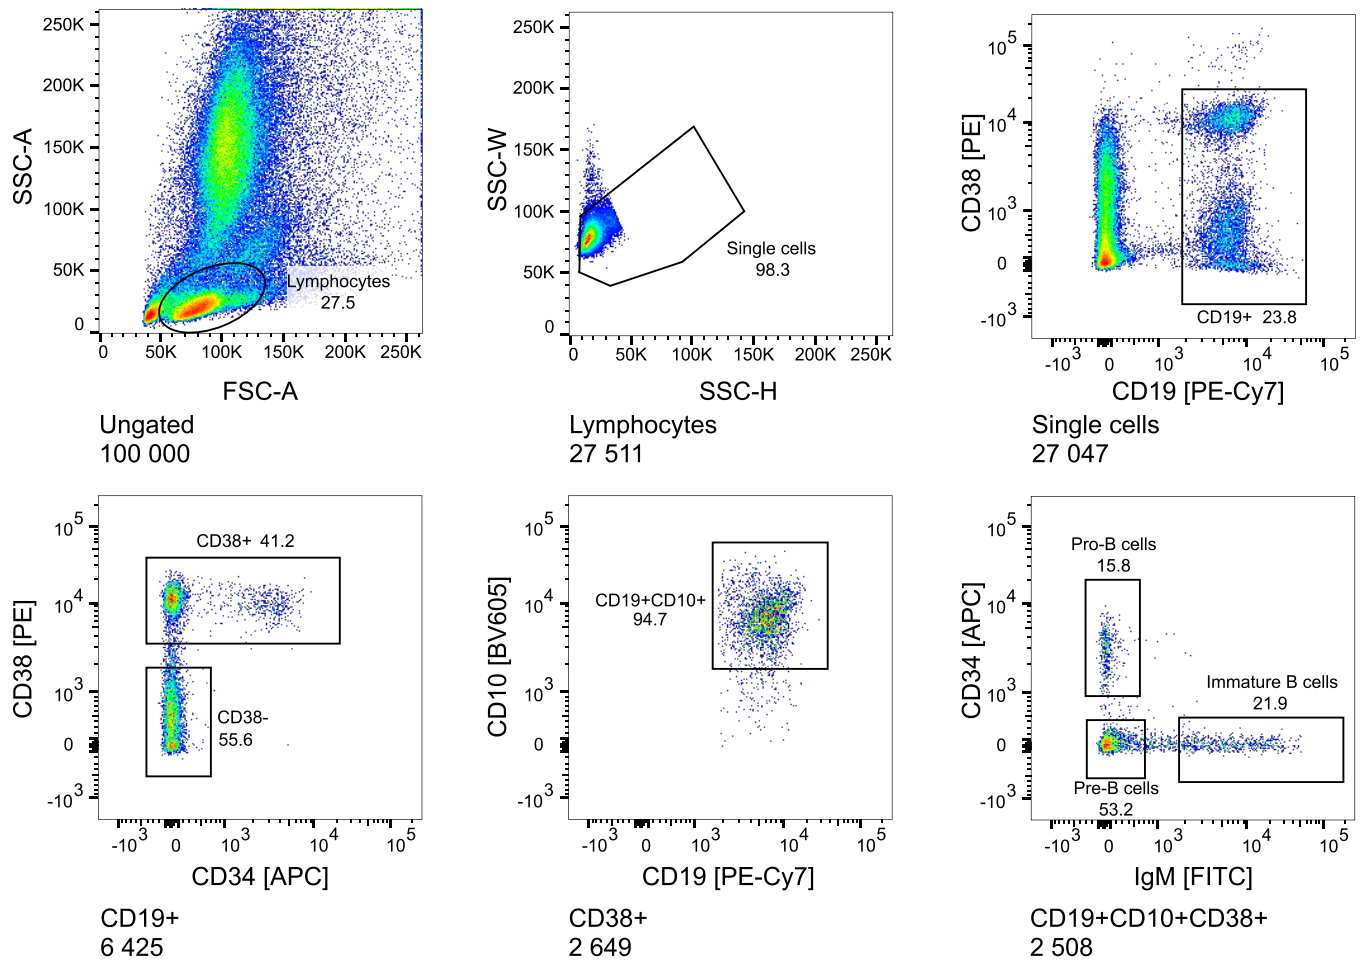 250K
200K
150K
100K
50K
0
SSC-A
Lymphocytes
27.5
0 50K 100K 150K 200K 250K
FSC-A
Ungated
100 000
250K
200K
150K
100K
50K
0
SSC-W
Single cells
98.3
0 50K 100K 150K 200K 250K
SSC-H
Lymphocytes
27 511
10^5
10^4
10^3
0
-10^3
CD38 [PE]
CD19+ 23.8
-10^3 0 10^3 10^4 10^5
CD19 [PE-Cy7]
Single cells
27 047
10^5
10^4
10^3
0
-10^3
CD38 [PE]
CD38+ 41.2
CD38-
55.6
-10^3 0 10^3 10^4 10^5
CD34 [APC]
CD19+
6 425
10^5
10^4
10^3
0
-10^3
CD10 [BV605]
CD19+CD10+
94.7
-10^3 0 10^3 10^4 10^5
CD19 [PE-Cy7]
CD38+
2 649
10^5
10^4
10^3
0
-10^3
CD34 [APC]
Pro-B cells
15.8
Immature B cells
21.9
Pre-B cells
53.2
-10^3 0 10^3 10^4 10^5
IgM [FITC]
CD19+CD10+CD38+
2 508